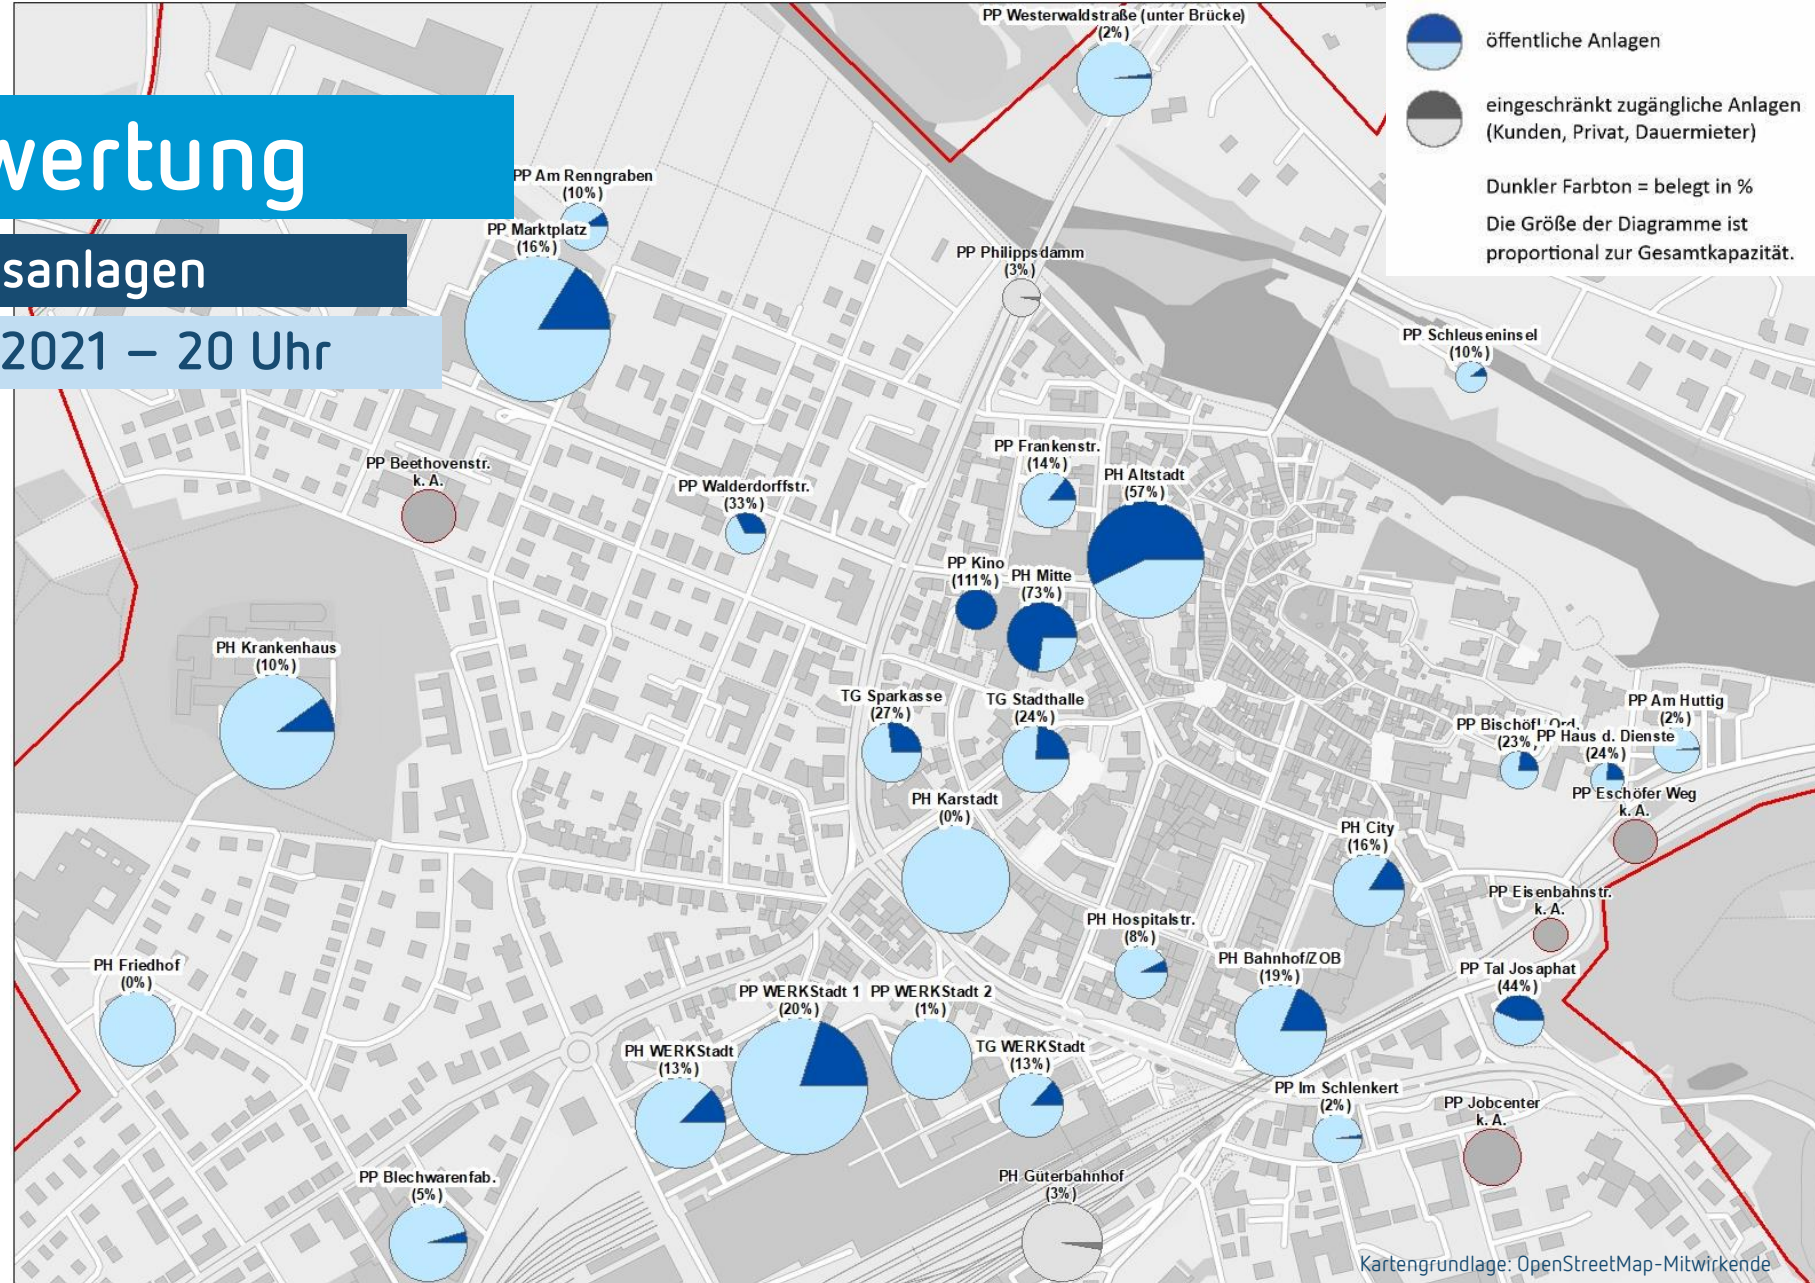 wertung
sanlagen
2021 – 20 Uhr
öffentliche Anlagen
eingeschränkt zugängliche Anlagen
(Kunden, Privat, Dauermieter)
Dunkler Farbton = belegt in %
Die Größe der Diagramme ist
proportional zur Gesamtkapazität.
PP Westerwaldstraße (unter Brücke)
(2%)
PP Am Renngraben
(10%)
PP Marktplatz
(16%)
PP Philippsdamm
(3%)
PP Schleuseninsel
(10%)
PP Beethovenstr.
k. A.
PP Walderdorffstr.
(33%)
PP Frankenstr.
(14%)
PH Altstadt
(57%)
PP Kino
(111%)
PH Mitte
(73%)
PH Krankenhaus
(10%)
TG Sparkasse
(27%)
TG Stadthalle
(24%)
PP Am Huttig
(2%)
PP Bischöfl. Ord.
(23%)
PP Haus d. Dienste
(24%)
PP Eschöfer Weg
k. A.
PH Karstadt
(0%)
PH City
(16%)
PP Eisenbahnstr.
k. A.
PH Hospitalstr.
(8%)
PH Bahnhof/ZOB
(19%)
PP Tal Josaphat
(44%)
PH Friedhof
(0%)
PP WERKStadt 1
(20%)
PP WERKStadt 2
(1%)
PH WERKStadt
(13%)
TG WERKStadt
(13%)
PP Im Schlenkert
(2%)
PP Jobcenter
k. A.
PP Blechwarenfab.
(5%)
PH Güterbahnhof
(3%)
Kartengrundlage: OpenStreetMap-Mitwirkende